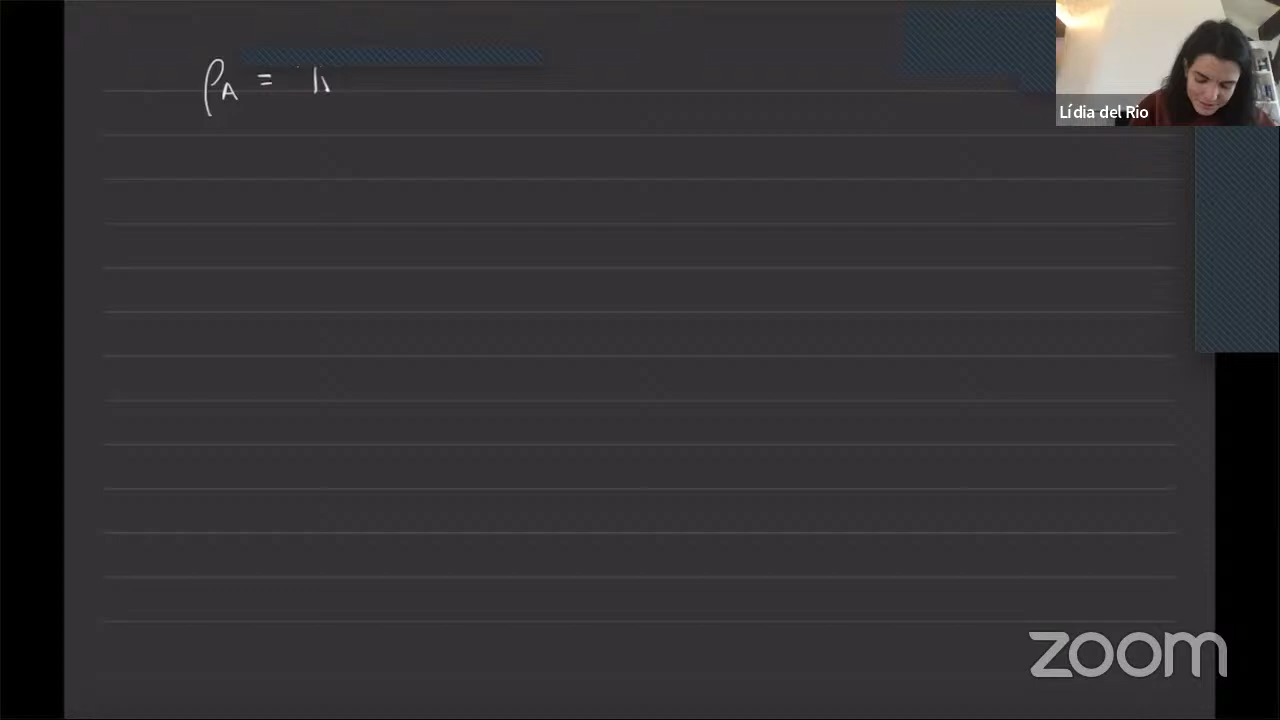 ρ_A =
Lídia del Rio
zoom